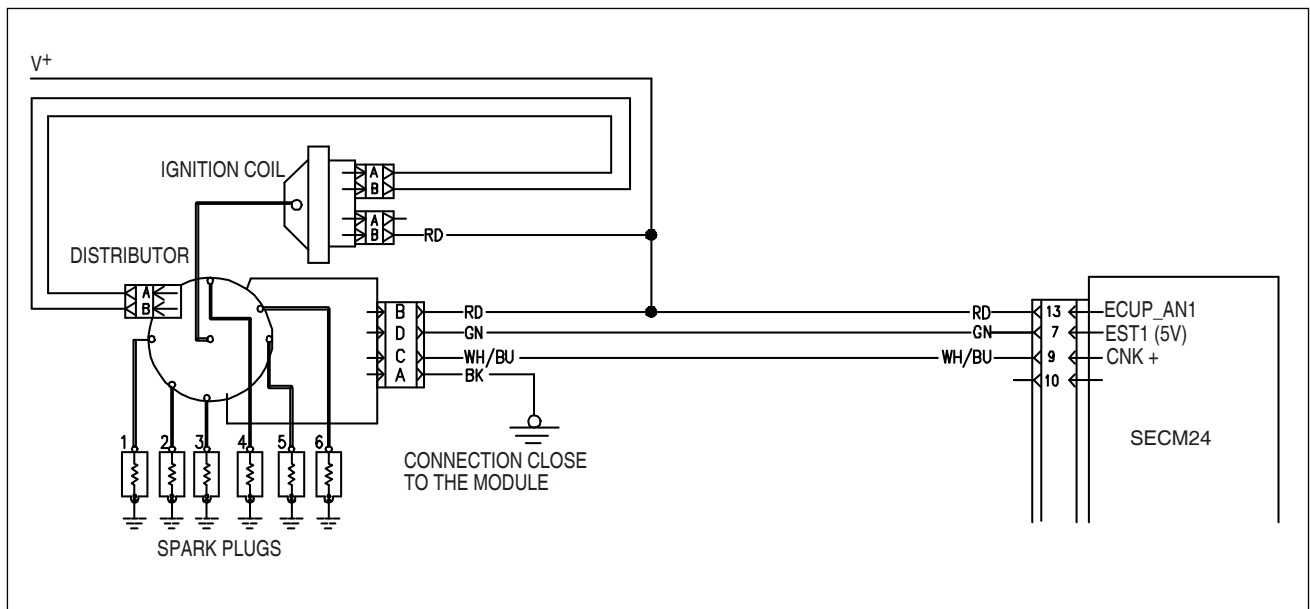 V+
IGNITION COIL
A
B
A
B
RD
DISTRIBUTOR
A
B
B RD RD 13 ECUP_AN1
D GN GN 7 EST1 (5V)
C WH/BU WH/BU 9 CNK +
A BK 10
1 2 3 4 5 6
SECM24
CONNECTION CLOSE
TO THE MODULE
SPARK PLUGS